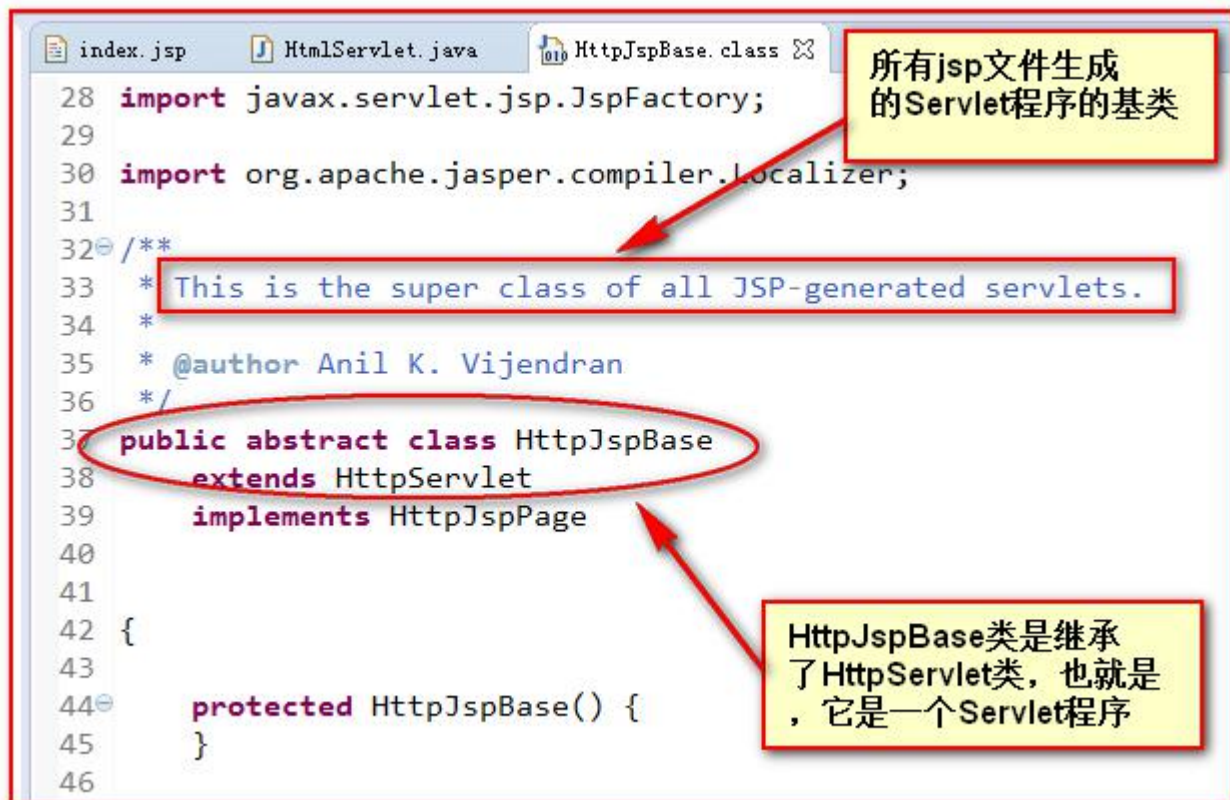 index.jsp HtmlServlet.java HttpJspBase.class
所有jsp文件生成
的Servlet程序的基类
28 import javax.servlet.jsp.JspFactory;
29
30 import org.apache.jasper.compiler.Localizer;
31
32 /**
33 * This is the super class of all JSP-generated servlets.
34 *
35 * @author Anil K. Vijendran
36 */
37 public abstract class HttpJspBase
38 extends HttpServlet
39 implements HttpJspPage
40
41
42 {
43
44 protected HttpJspBase() {
45 }
46
HttpJspBase类是继承
了HttpServlet类，也就是
，它是一个Servlet程序